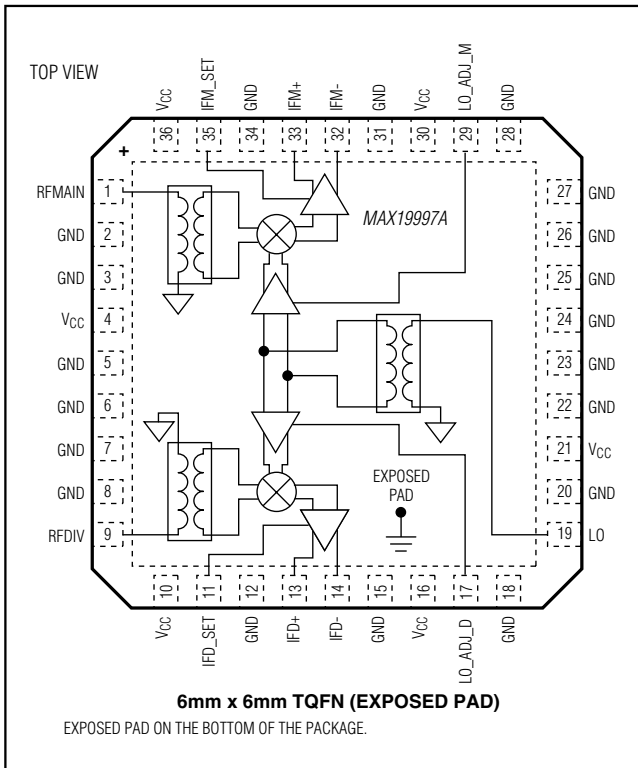 TOP VIEW
VCC
IFM_SET
GND
IFM+
IFM-
GND
VCC
LO_ADJ_M
GND
36
35
34
33
32
31
30
29
28
+
RFMAIN 1
GND 2
GND 3
VCC 4
GND 5
GND 6
GND 7
GND 8
RFDIV 9
MAX19997A
27 GND
26 GND
25 GND
24 GND
23 GND
22 GND
21 VCC
20 GND
19 LO
EXPOSED
PAD
10
11
12
13
14
15
16
17
18
VCC
IFD_SET
GND
IFD+
IFD-
GND
VCC
LO_ADJ_D
GND
6mm x 6mm TQFN (EXPOSED PAD)
EXPOSED PAD ON THE BOTTOM OF THE PACKAGE.